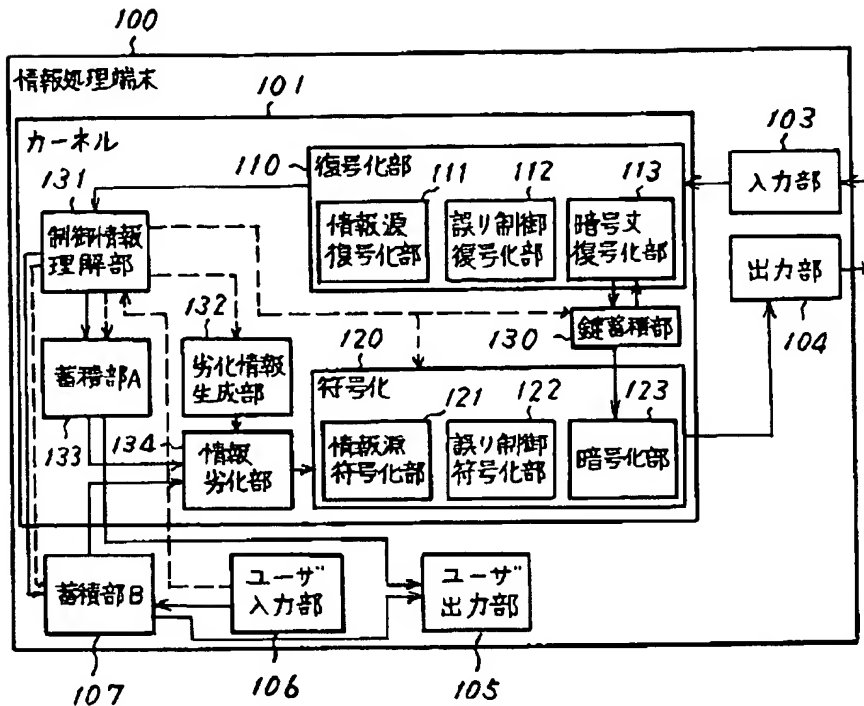 100
情報処理端末
101
カーネル
103
入力部
出力部
104
110
復号化部
111
112
113
情報源
復号化部
誤り制御
復号化部
暗号文
復号化部
131
制御情報
理解部
132
劣化情報
生成部
130
鍵蓄積部
蓄積部A
133
134
情報
劣化部
120
符号化
121
122
123
情報源
符号化部
誤り制御
符号化部
暗号化部
蓄積部B
107
ユーザ
入力部
106
ユーザ
出力部
105